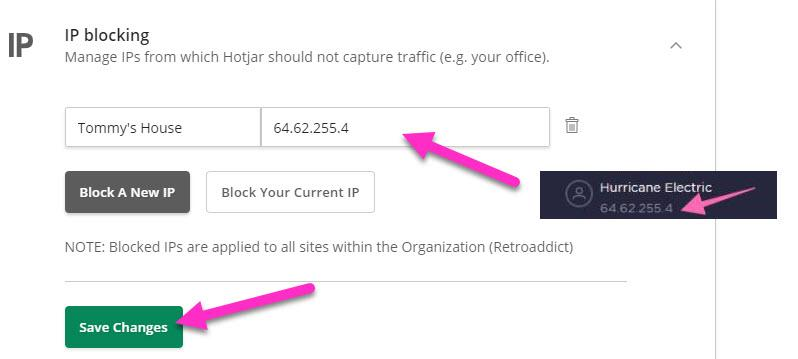 IP
IP blocking
Manage IPs from which Hotjar should not capture traffic (e.g. your office).
Tommy's House
64.62.255.4
Hurricane Electric
64.62.255.4
Block A New IP
Block Your Current IP
NOTE: Blocked IPs are applied to all sites within the Organization (Retroaddict)
Save Changes